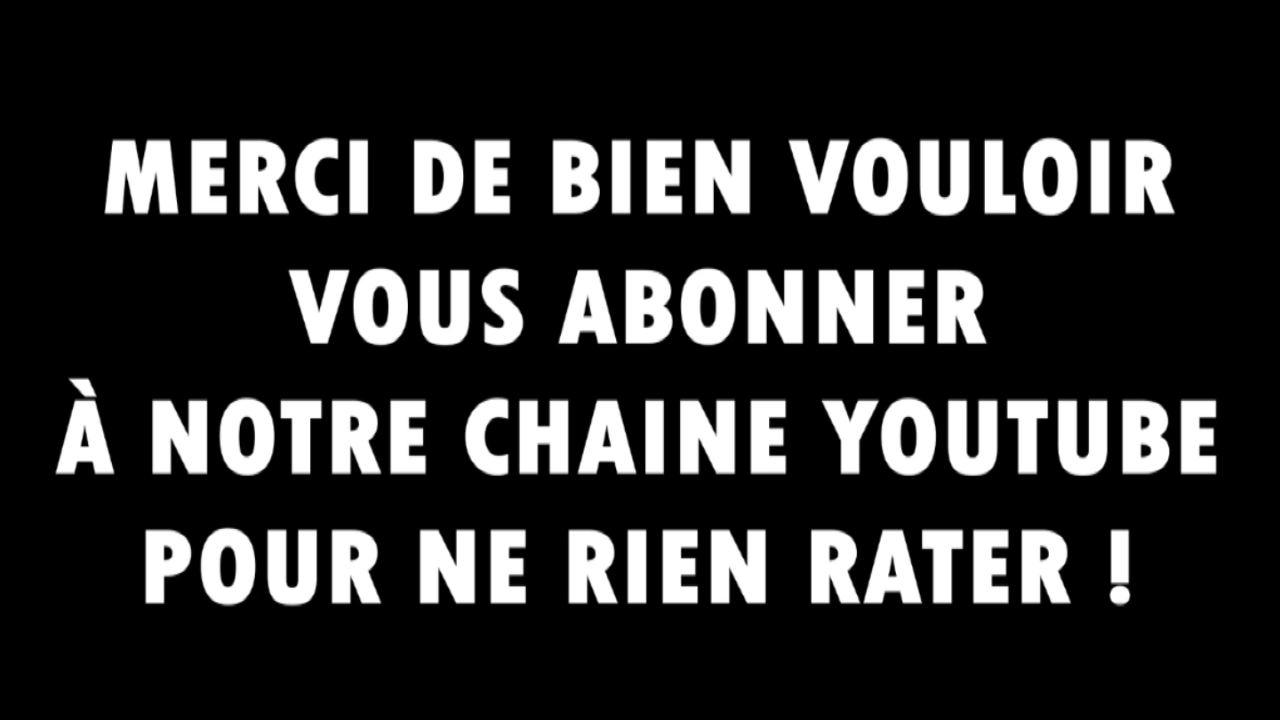 MERCI DE BIEN VOULOIR
VOUS ABONNER
À NOTRE CHAINE YOUTUBE
POUR NE RIEN RATER !